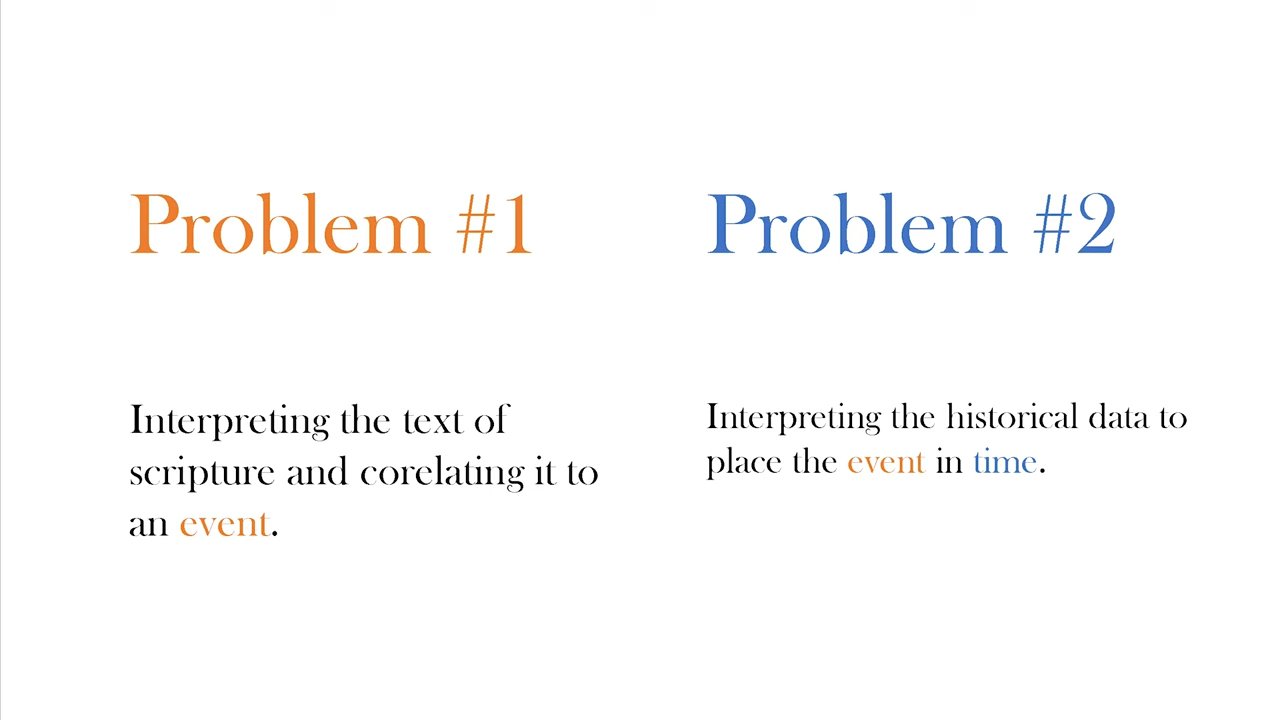 Problem #1
Interpreting the text of
scripture and corelating it to
an event.
Problem #2
Interpreting the historical data to
place the event in time.